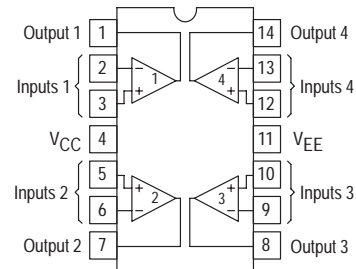 Output 1 1 14 Output 4
2 − − 13
Inputs 1 1 4 Inputs 4
3 + + 12
VCC 4 11 VEE
5 + + 10
Inputs 2 2 3 Inputs 3
6 − − 9
Output 2 7 8 Output 3